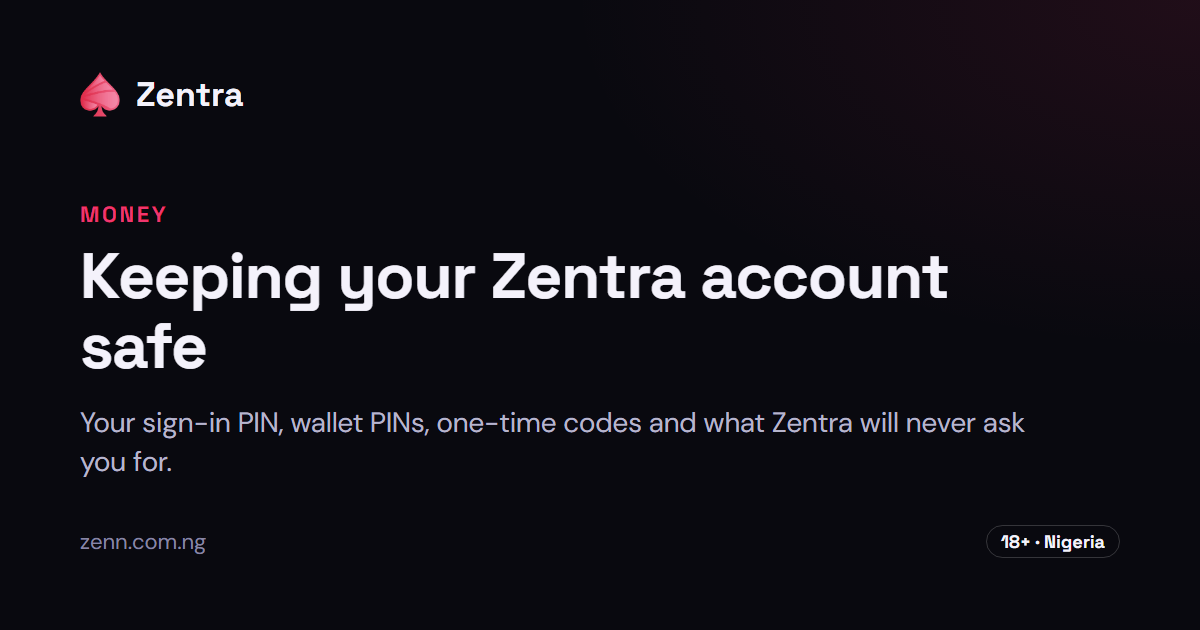 Zentra
MONEY
Keeping your Zentra account
safe
Your sign-in PIN, wallet PINs, one-time codes and what Zentra will never ask
you for.
zenn.com.ng
18+ · Nigeria